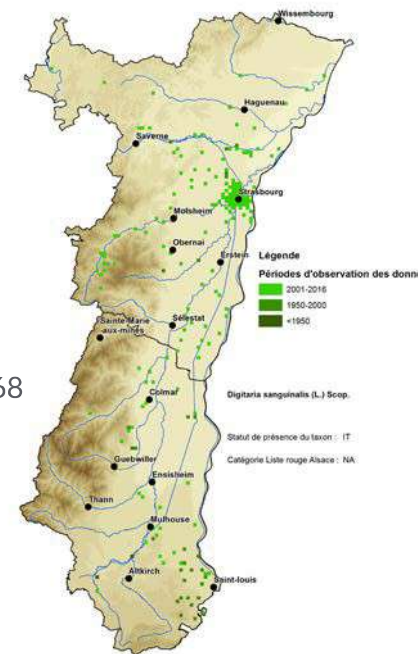 Wissembourg
Haguenau
Saverne
Strasbourg
Molsheim
Obernai
Erstein
Légende
Périodes d'observation des donné
2001-2016
1950-2000
<1950
Sainte-Marie
aux-mines
Sélestat
68
Colmar
Digitaria sanguinalis (L.) Scop.
Statut de présence du taxon : IT
Guebwiller
Catégorie Liste rouge Alsace : NA
Ensisheim
Thann
Mulhouse
Altkirch
Saint-louis